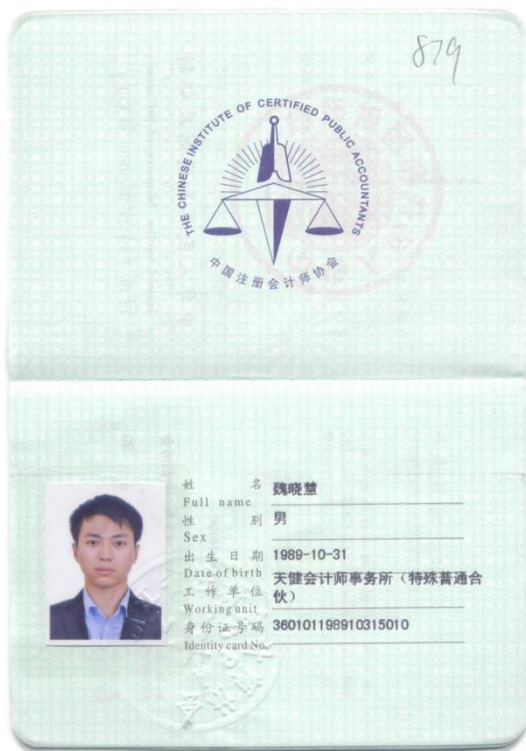 879
THE CHINESE INSTITUTE OF CERTIFIED PUBLIC ACCOUNTANTS
中国注册会计师协会
姓 名 魏晓慧
Full name
性 别 男
Sex
出生日期 1989-10-31
Date of birth
工作单位 天健会计师事务所（特殊普通合
伙）
Working unit
身份证号码 360101198910315010
Identity card No.